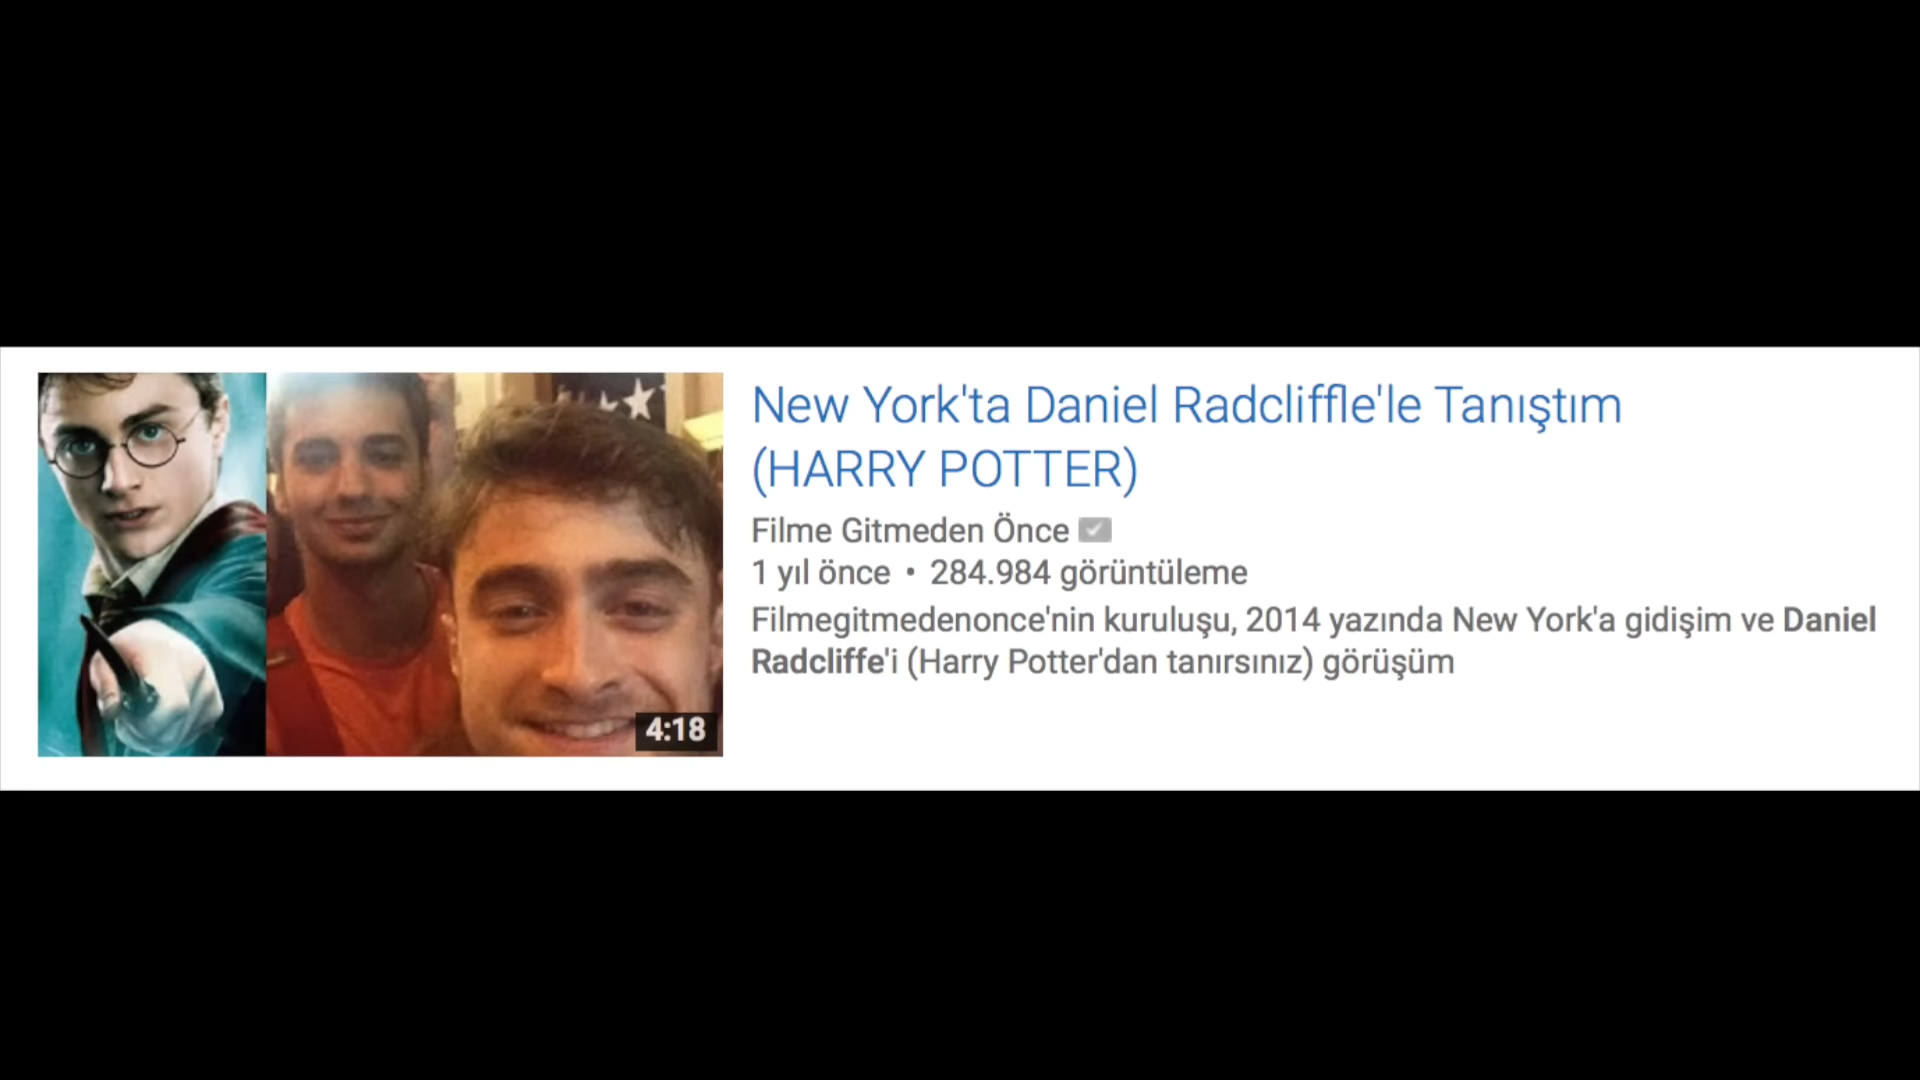 New York'ta Daniel Radcliffle'le Tanıştım
(HARRY POTTER)
Filme Gitmeden Önce
1 yıl önce • 284.984 görüntüleme
Filmegitmedenonce'nin kuruluşu, 2014 yazında New York'a gidişim ve Daniel
Radcliffe'i (Harry Potter'dan tanırsınız) görüşüm
4:18